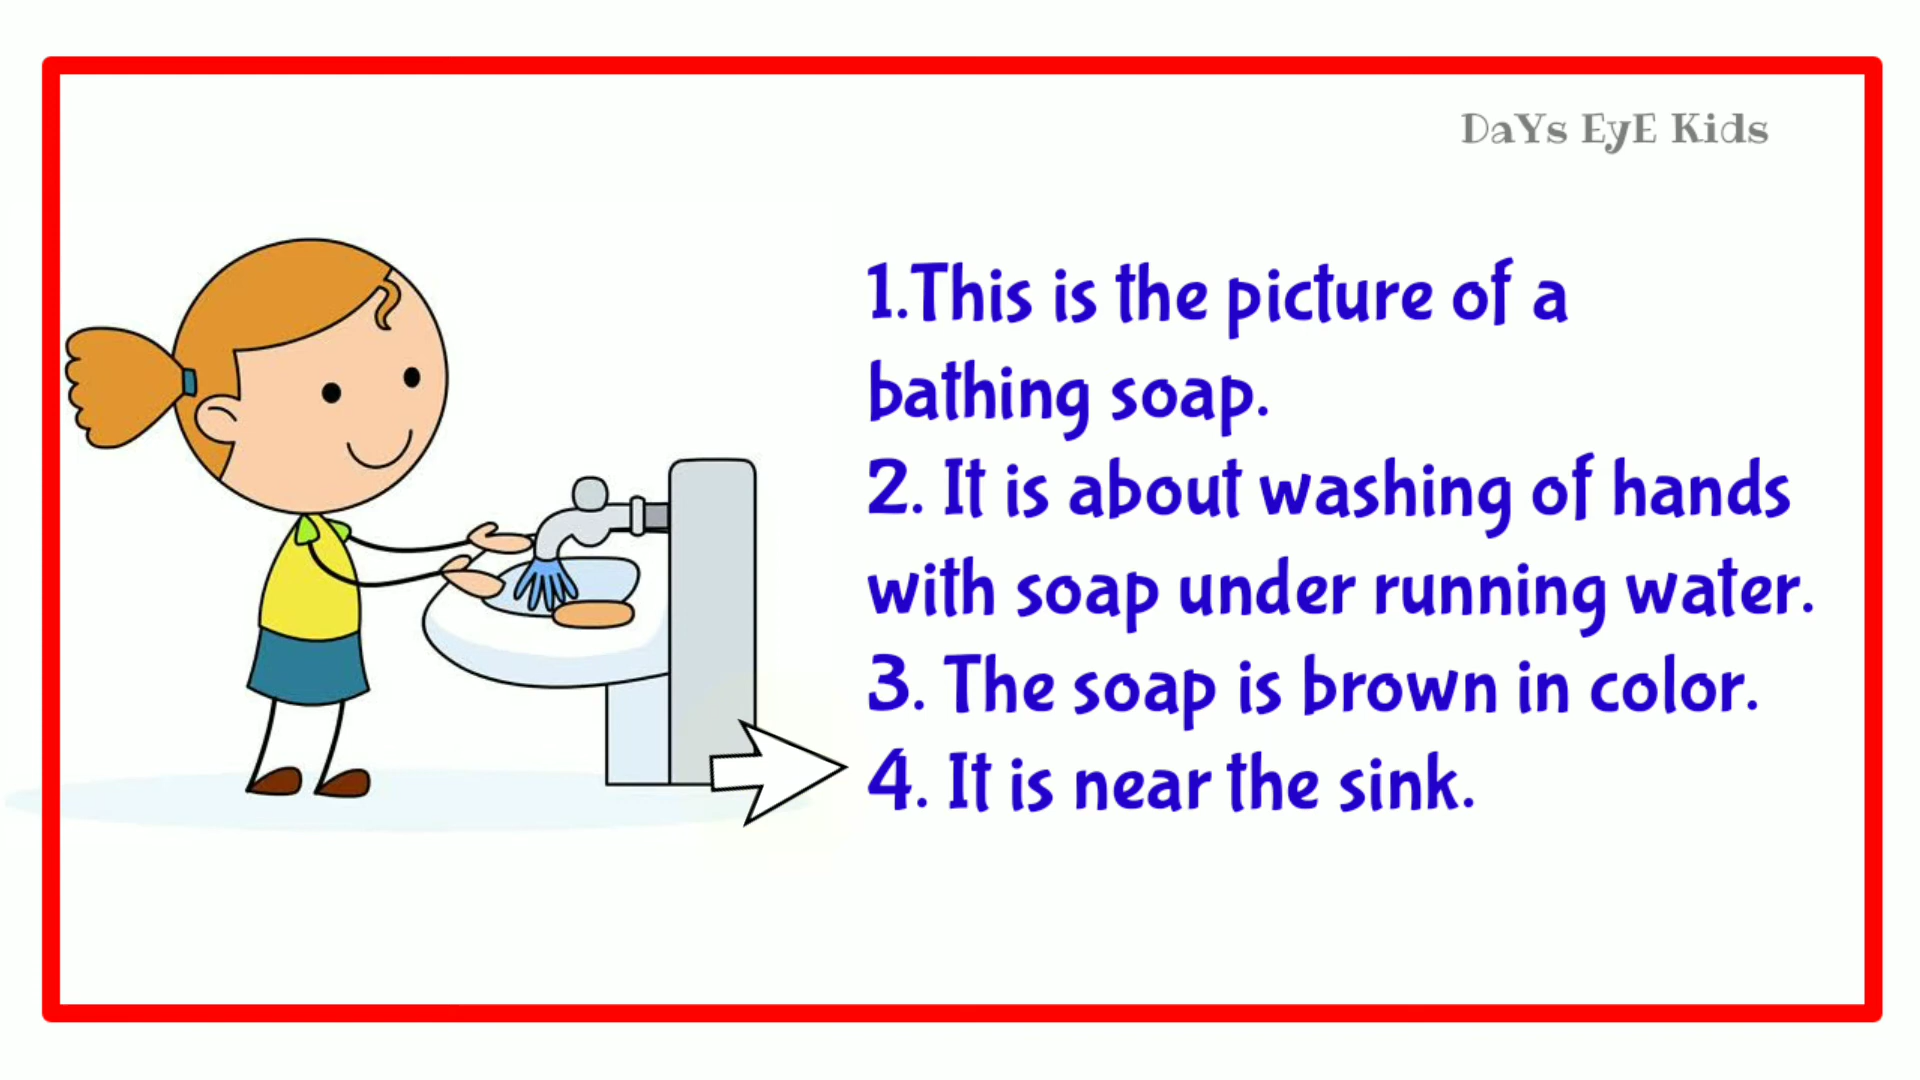 DaYs EyE Kids
1.This is the picture of a
bathing soap.
2. It is about washing of hands
with soap under running water.
3. The soap is brown in color.
4. It is near the sink.